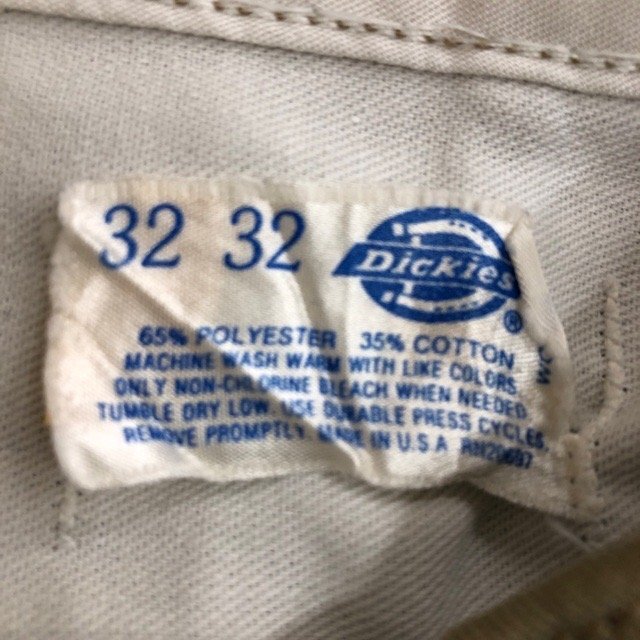 32 32
Dickies ®
65% POLYESTER 35% COTTON
MACHINE WASH WARM WITH LIKE COLORS.
ONLY NON-CHLORINE BLEACH WHEN NEEDED.
TUMBLE DRY LOW. USE DURABLE PRESS CYCLES.
REMOVE PROMPTLY. MADE IN U.S.A